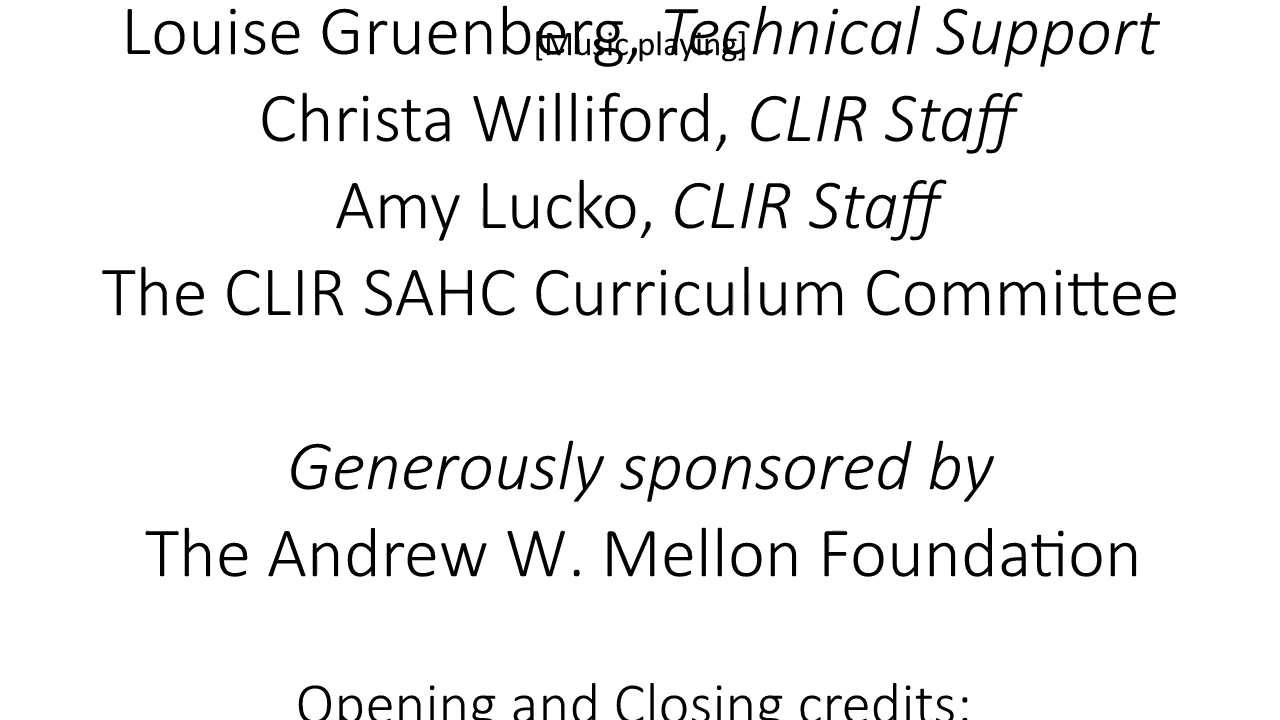 Louise Gruenberg, Technical Support
[Music playing]
Christa Williford, CLIR Staff
Amy Lucko, CLIR Staff
The CLIR SAHC Curriculum Committee
Generously sponsored by
The Andrew W. Mellon Foundation
Opening and Closing credits: